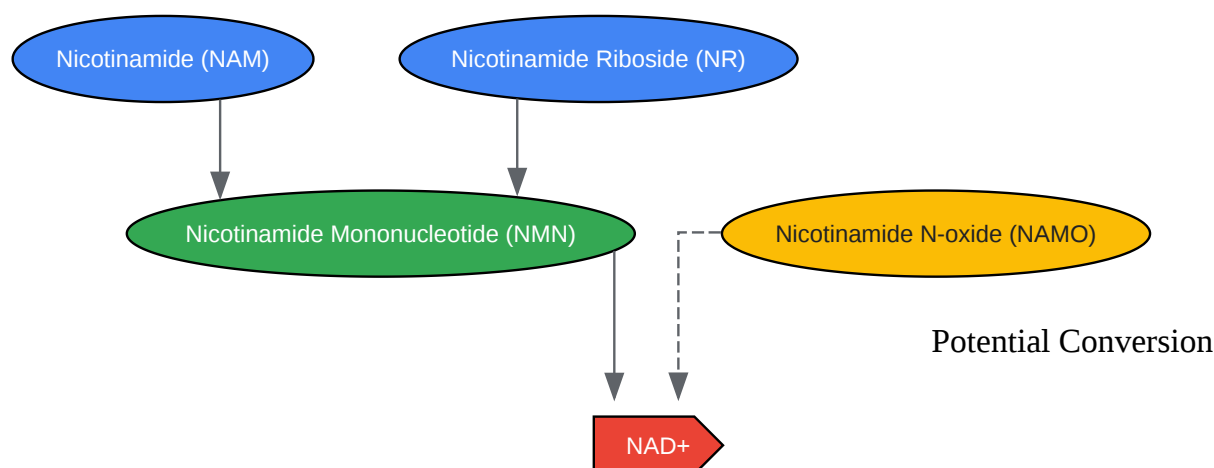 Nicotinamide (NAM)
Nicotinamide Riboside (NR)
Nicotinamide Mononucleotide (NMN)
Nicotinamide N-oxide (NAMO)
Potential Conversion
NAD+